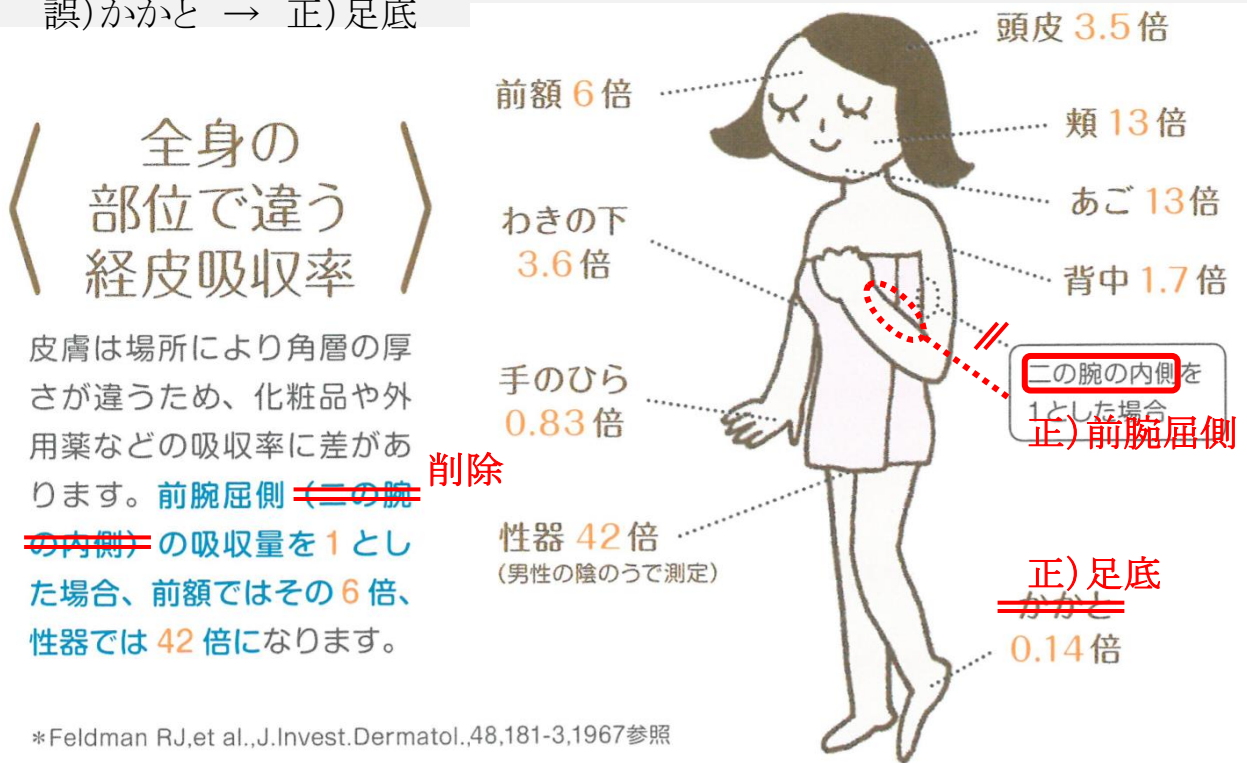 誤)かかと → 正)足底
全身の
部位で違う
経皮吸収率
皮膚は場所により角層の厚
さが違うため、化粧品や外
用薬などの吸収率に差があ
ります。前腕屈側(二の腕
の内側)の吸収量を1とし
た場合、前額ではその6倍、
性器では42倍になります。
削除
頭皮 3.5倍
前額 6倍
頬 13倍
あご 13倍
わきの下
3.6倍
背中 1.7倍
二の腕の内側を
1とした場合
正)前腕屈側
手のひら
0.83倍
性器 42倍
(男性の陰のうで測定)
正)足底
かかと
0.14倍
*Feldman RJ,et al.,J.Invest.Dermatol.,48,181-3,1967参照